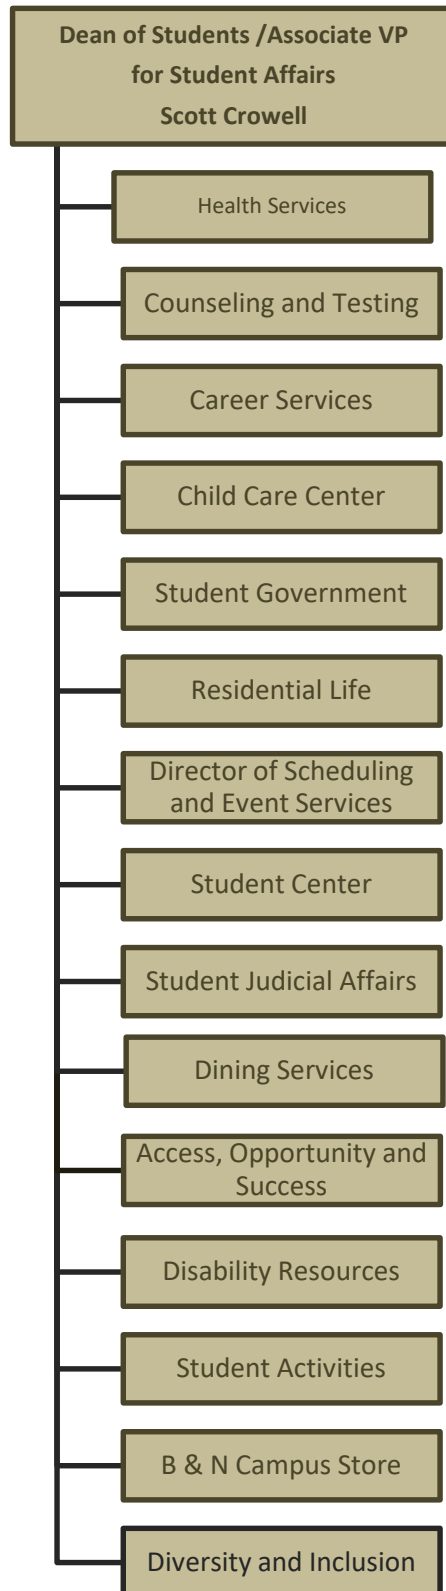 Dean of Students /Associate VP
for Student Affairs
Scott Crowell
Health Services
Counseling and Testing
Career Services
Child Care Center
Student Government
Residential Life
Director of Scheduling
and Event Services
Student Center
Student Judicial Affairs
Dining Services
Access, Opportunity and
Success
Disability Resources
Student Activities
B & N Campus Store
Diversity and Inclusion